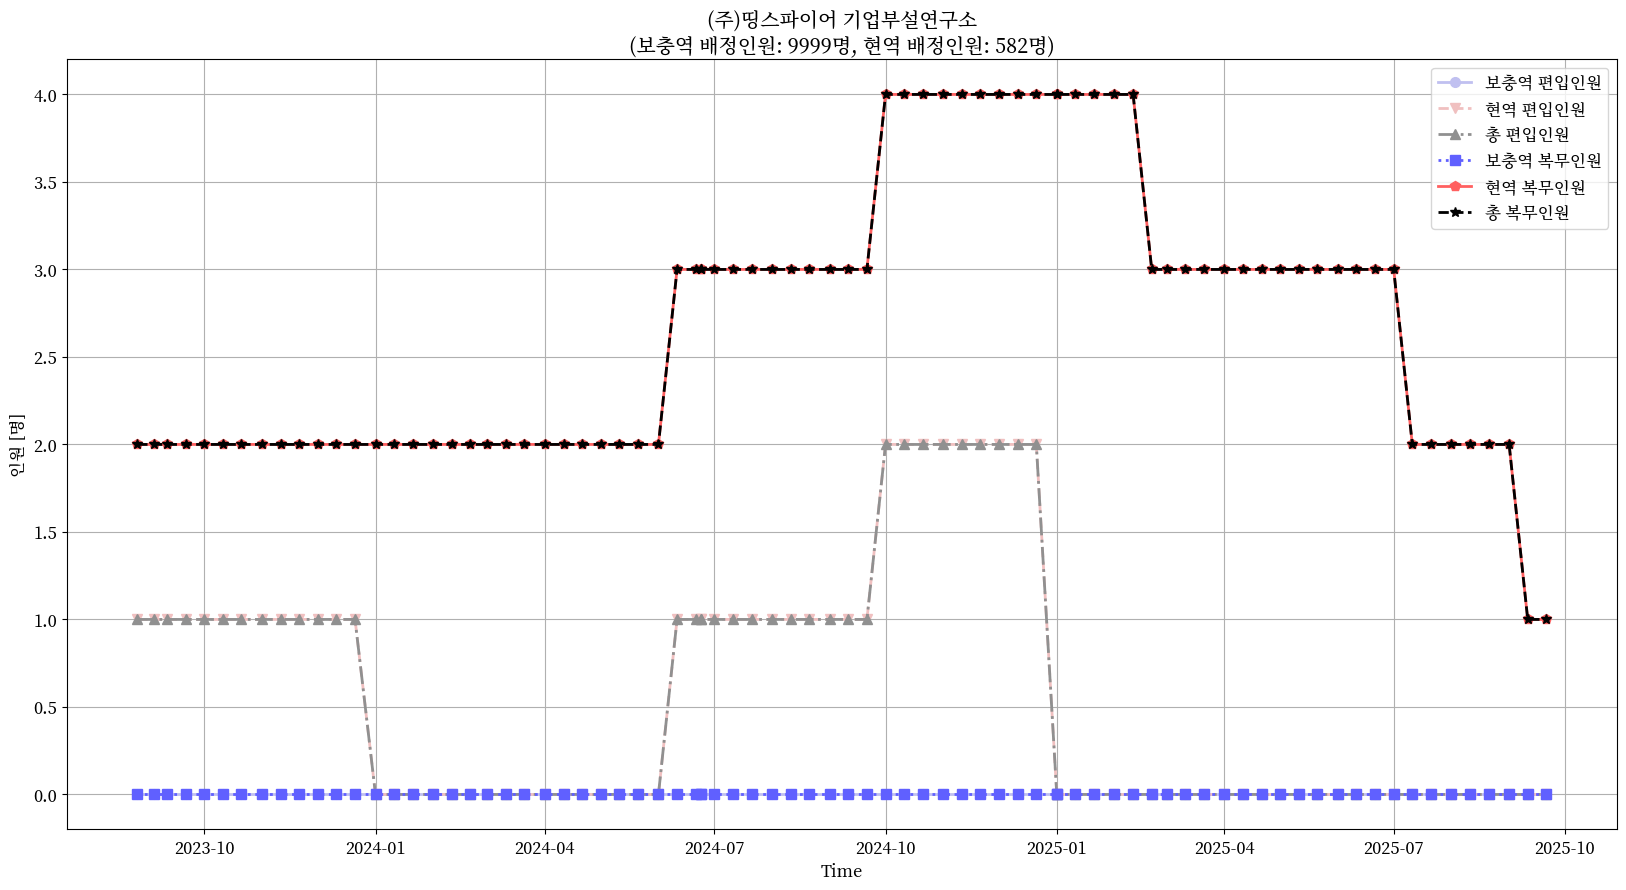 (주)띵스파이어 기업부설연구소
(보충역 배정인원: 9999명, 현역 배정인원: 582명)
보충역 편입인원
현역 편입인원
총 편입인원
보충역 복무인원
현역 복무인원
총 복무인원
인원 [명]
4.0
3.5
3.0
2.5
2.0
1.5
1.0
0.5
0.0
2023-10 2024-01 2024-04 2024-07 2024-10 2025-01 2025-04 2025-07 2025-10
Time